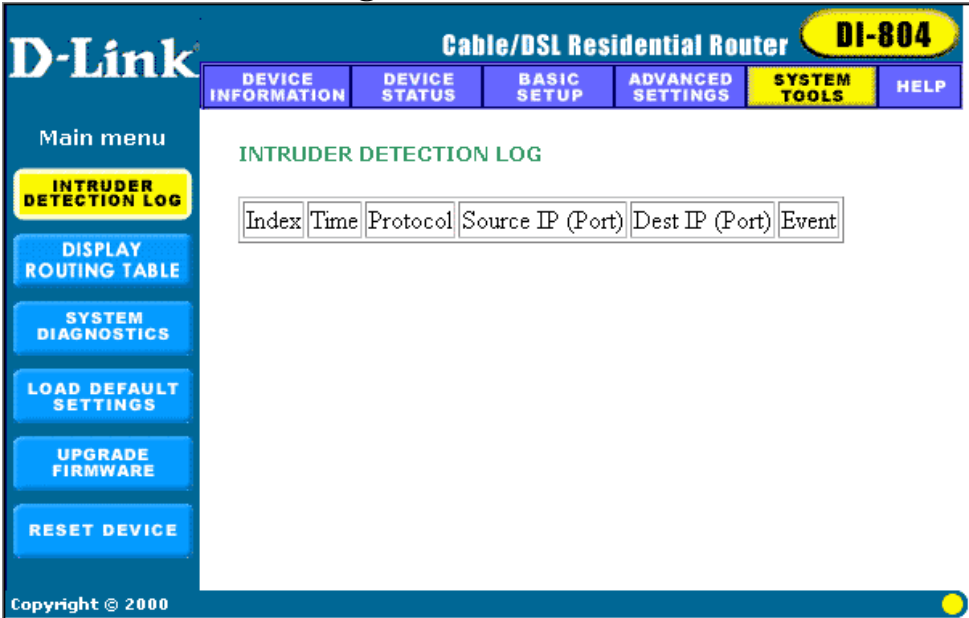 D-Link
Cable/DSL Residential Router
DI-804
DEVICE
INFORMATION
DEVICE
STATUS
BASIC
SETUP
ADVANCED
SETTINGS
SYSTEM
TOOLS
HELP
Main menu
INTRUDER
DETECTION LOG
DISPLAY
ROUTING TABLE
SYSTEM
DIAGNOSTICS
LOAD DEFAULT
SETTINGS
UPGRADE
FIRMWARE
RESET DEVICE
INTRUDER DETECTION LOG
Index Time Protocol Source IP (Port) Dest IP (Port) Event
Copyright © 2000